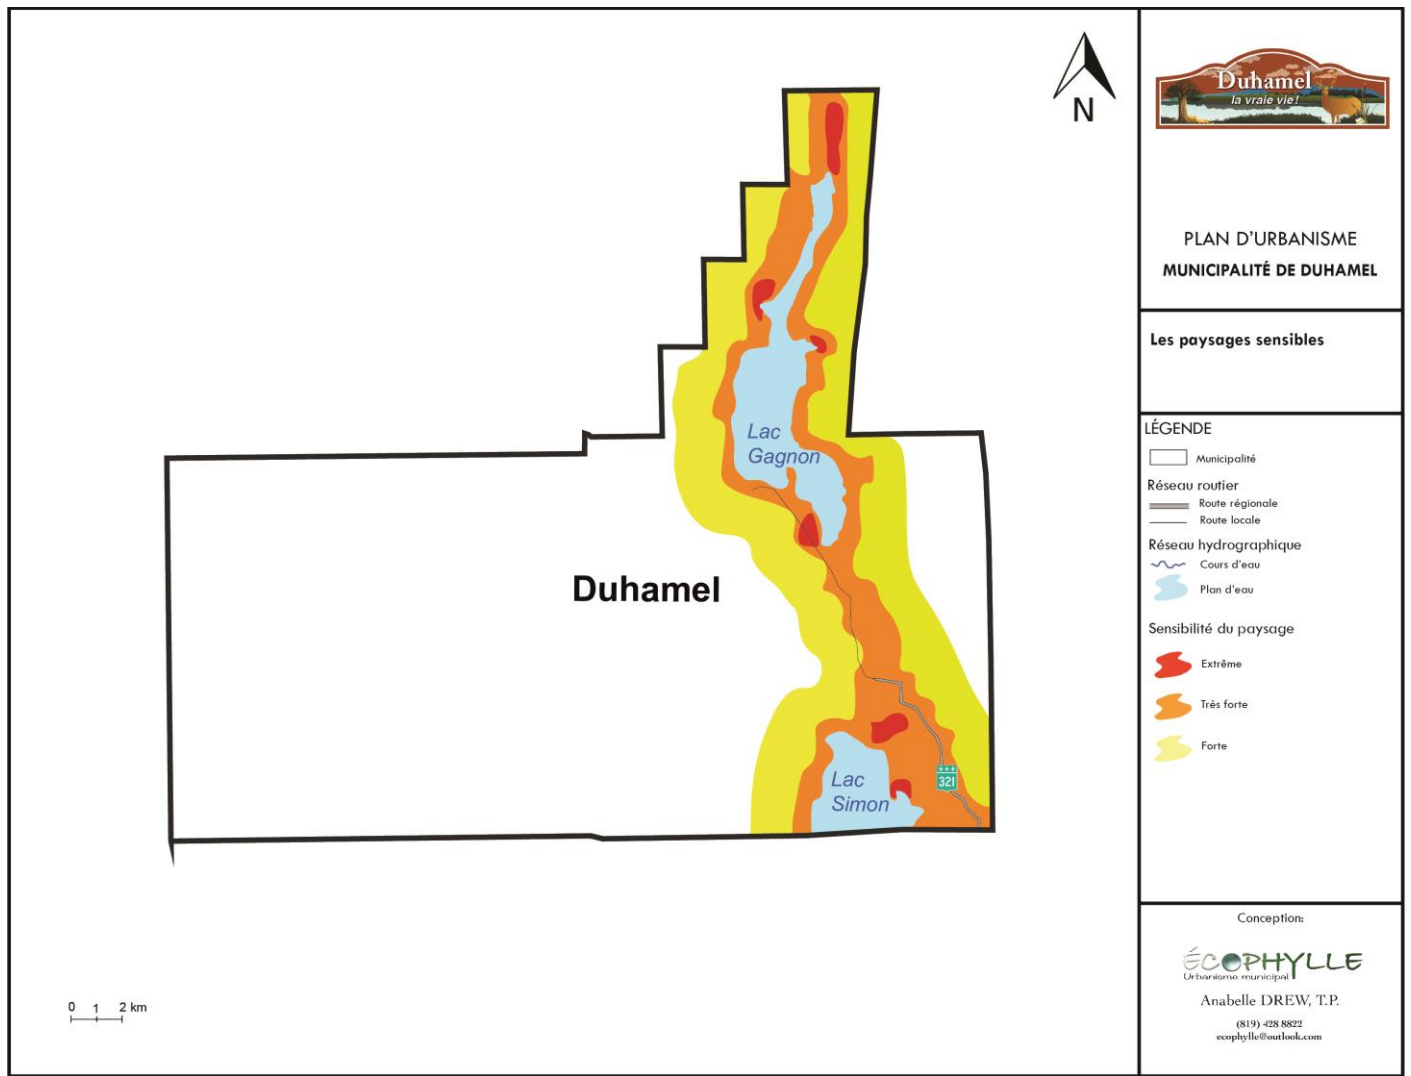 N
Lac
Gagnon
Duhamel
Lac
Simon
321
0 1 2 km
Duhamel
la vraie vie!
PLAN D'URBANISME
MUNICIPALITÉ DE DUHAMEL
Les paysages sensibles
LÉGENDE
Municipalité
Réseau routier
Route régionale
Route locale
Réseau hydrographique
Cours d'eau
Plan d'eau
Sensibilité du paysage
Extrême
Très forte
Forte
Conception:
ÉCOPHYLLE
Urbanisme municipal
Anabelle DREW, T.P.
(819) 428 8822
ecophylle@outlook.com